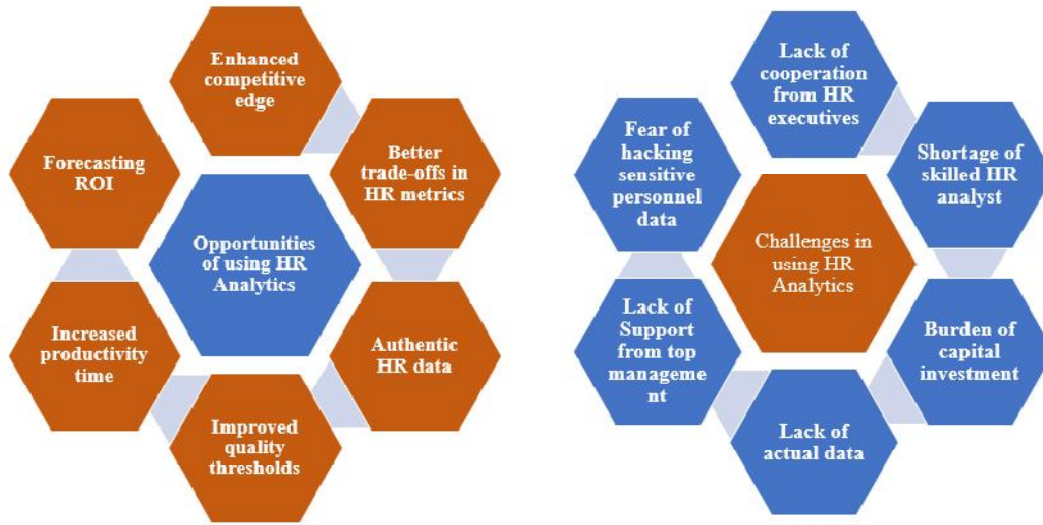 Enhanced
competitive
edge
Better
trade-offs in
HR metrics
Authentic
HR data
Improved
quality
thresholds
Increased
productivity
time
Forecasting
ROI
Opportunities
of using HR
Analytics
Lack of
cooperation
from HR
executives
Shortage of
skilled HR
analyst
Burden of
capital
investment
Lack of
actual data
Lack of
Support
from top
manageme
nt
Fear of
hacking
sensitive
personnel
data
Challenges in
using HR
Analytics